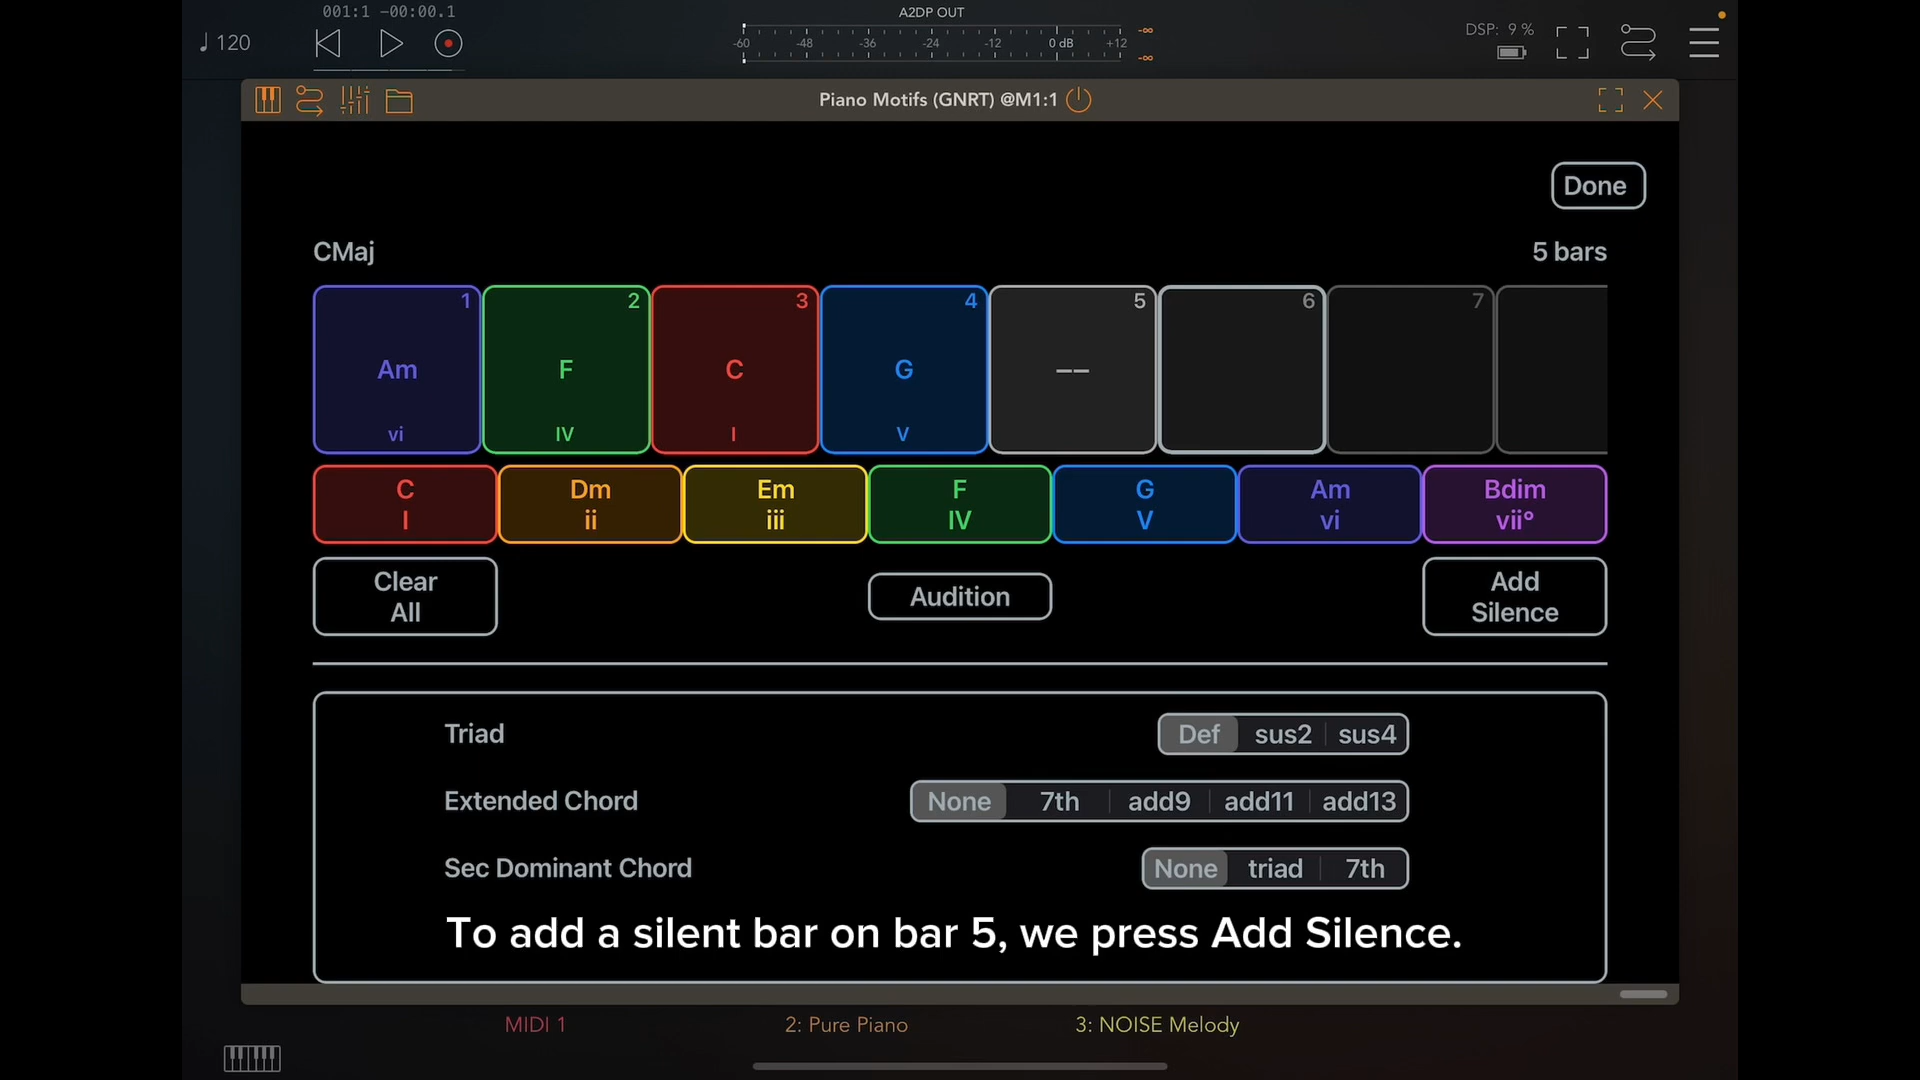 001:1 -00:00.1
A2DP OUT
♩ 120
-60 -48 -36 -24 -12 0 dB +12
-∞
-∞
DSP: 9 %
Piano Motifs (GNRT) @M1:1
Done
CMaj
5 bars
1 2 3 4 5 6 7
Am F C G --
vi IV I V
C Dm Em F G Am Bdim
I ii iii IV V vi vii°
Clear All
Audition
Add Silence
Triad
Def sus2 sus4
Extended Chord
None 7th add9 add11 add13
Sec Dominant Chord
None triad 7th
To add a silent bar on bar 5, we press Add Silence.
MIDI 1
2: Pure Piano
3: NOISE Melody